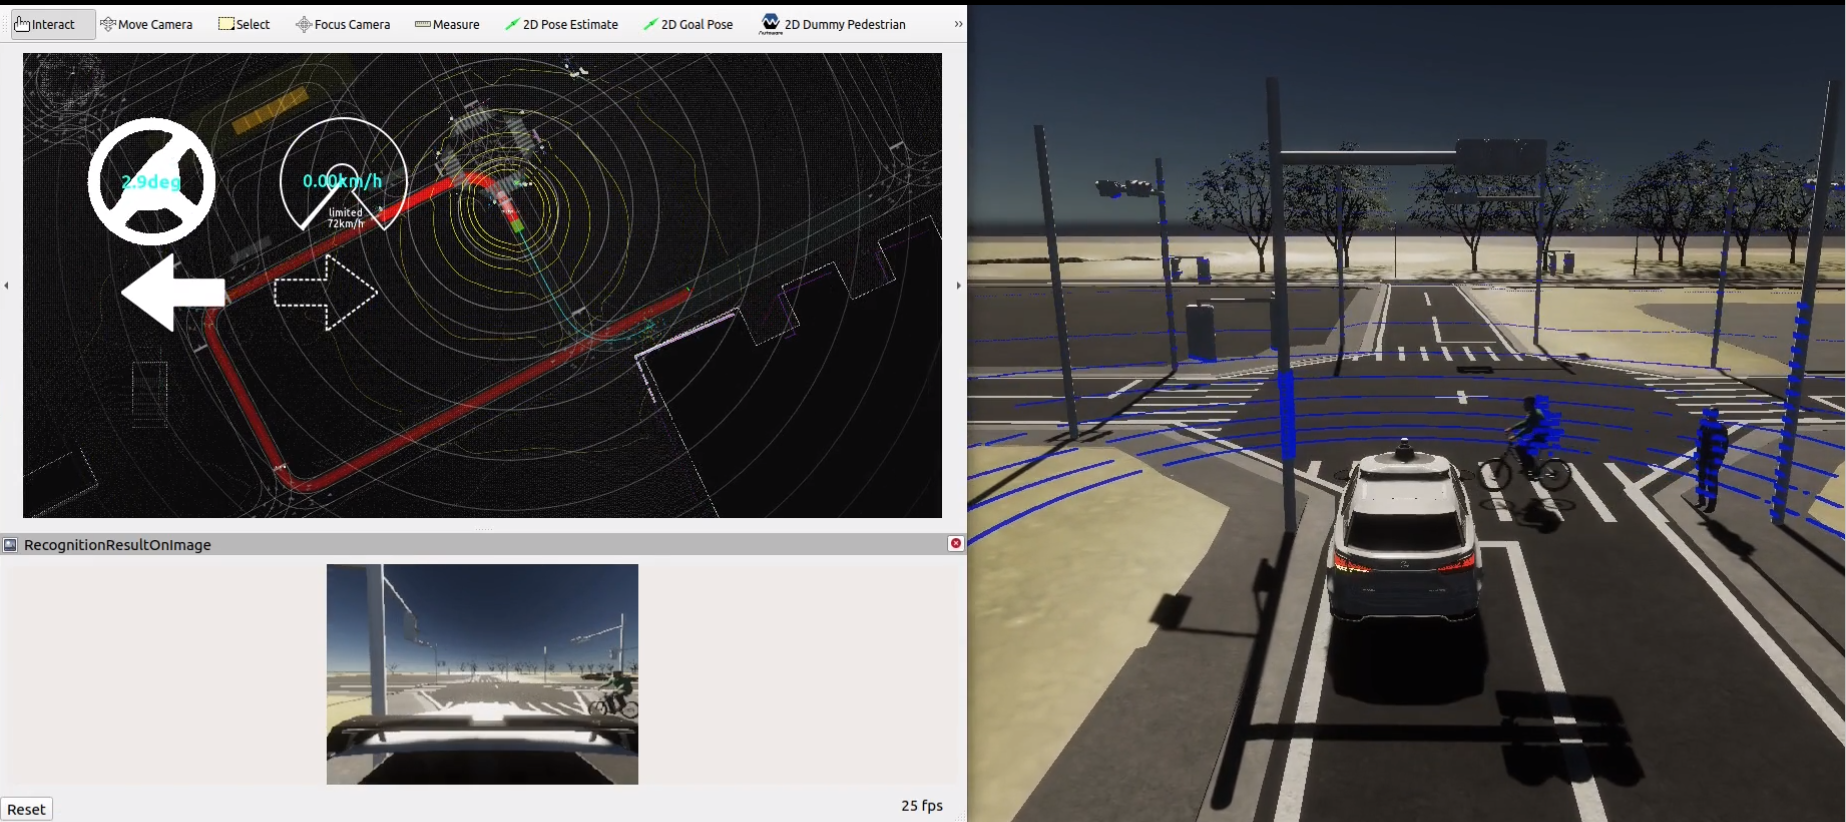 Interact Move Camera Select Focus Camera Measure 2D Pose Estimate 2D Goal Pose Autoware 2D Dummy Pedestrian »
2.9deg 0.00km/h
limited
72km/h
RecognitionResultOnImage
Reset 25 fps